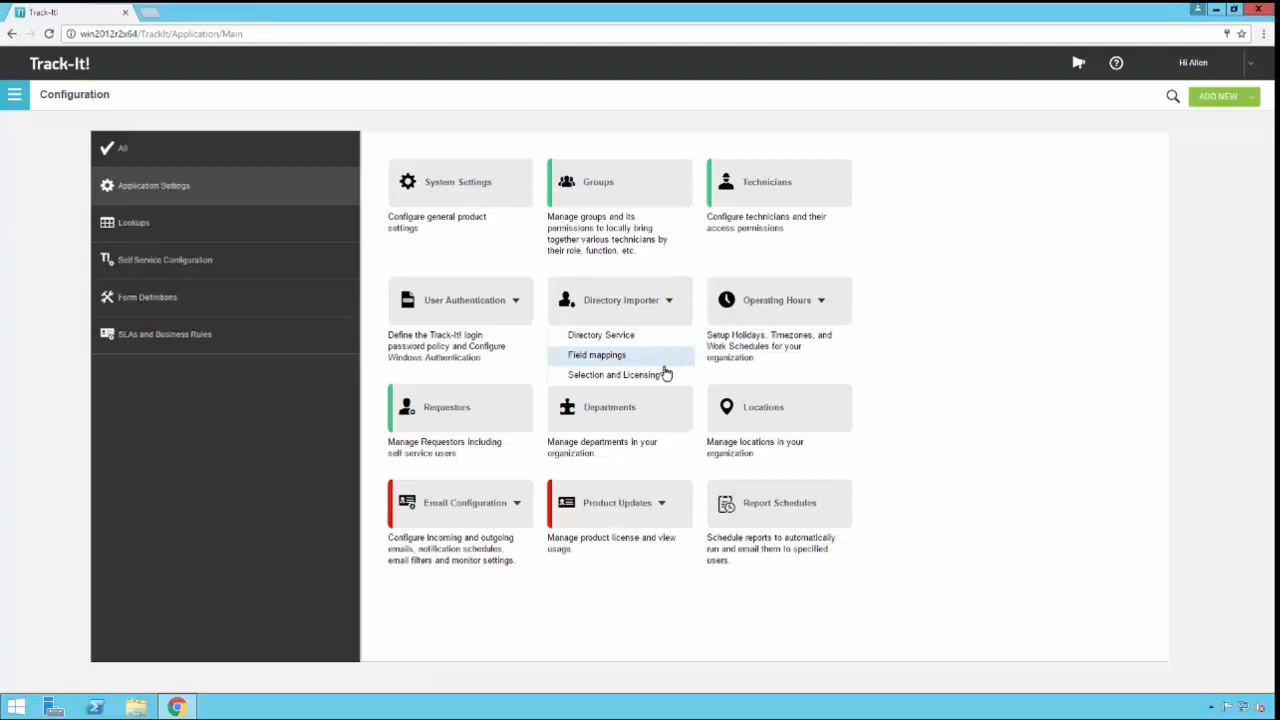 Track-It!
win2012r2x64/TrackIt/Application/Main
Track-It!
Hi Allen
Configuration
ADD NEW
All
Application Settings
Lookups
Self Service Configuration
Form Definitions
SLAs and Business Rules
System Settings
Configure general product
settings
Groups
Manage groups and its
permissions to locally bring
together various technicians by
their role, function, etc.
Technicians
Configure technicians and their
access permissions
User Authentication
Define the Track-It! login
password policy and Configure
Windows Authentication
Directory Importer
Directory Service
Field mappings
Selection and Licensing
Operating Hours
Setup Holidays, Timezones, and
Work Schedules for your
organization
Requestors
Manage Requestors including
self service users
Departments
Manage departments in your
organization
Locations
Manage locations in your
organization
Email Configuration
Configure incoming and outgoing
emails, notification schedules,
email filters and monitor settings.
Product Updates
Manage product license and view
usage.
Report Schedules
Schedule reports to automatically
run and email them to specified
users.